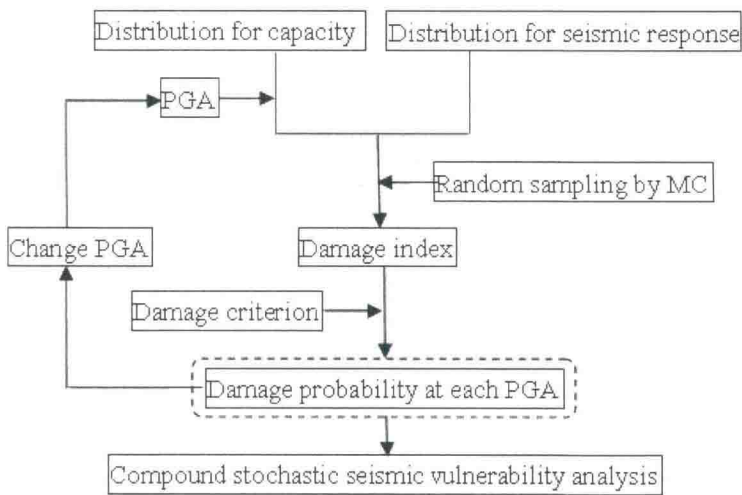 Distribution for capacity
Distribution for seismic response
PGA
Random sampling by MC
Change PGA
Damage index
Damage criterion
Damage probability at each PGA
Compound stochastic seismic vulnerability analysis